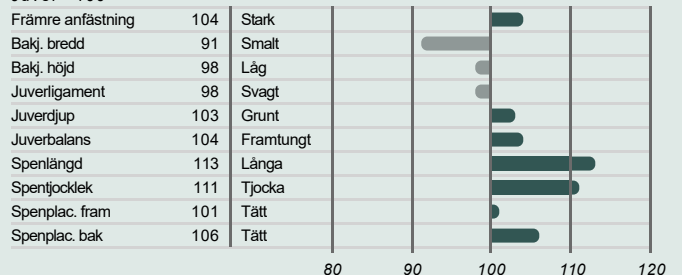 Främre anfästning 104 Stark
Bakj. bredd 91 Smalt
Bakj. höjd 98 Låg
Juverligament 98 Svagt
Juverdjup 103 Grunt
Juverbalans 104 Framtungt
Spenlängd 113 Långa
Spentjocklek 111 Tjocka
Spenplac. fram 101 Tätt
Spenplac. bak 106 Tätt
80 90 100 110 120